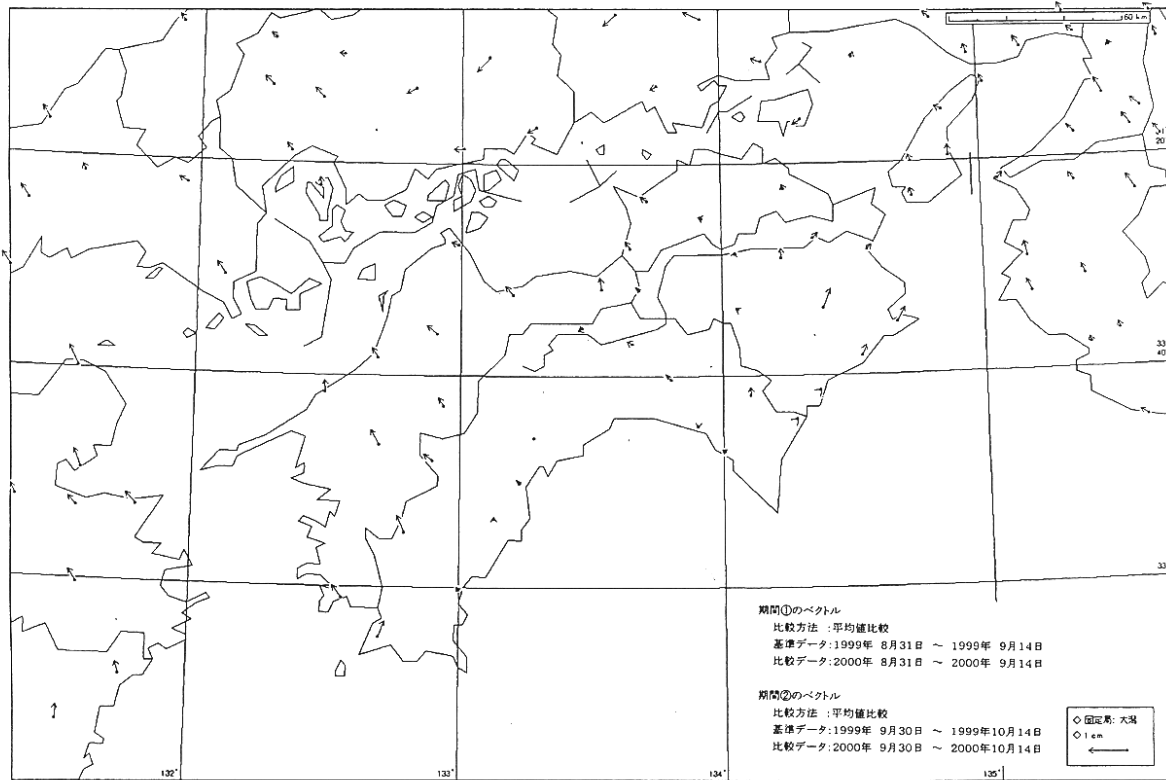 60 km
20'
33°
40'
33°
期間①のベクトル
比較方法 :平均値比較
基準データ:1999年 8月31日 ~ 1999年 9月14日
比較データ:2000年 8月31日 ~ 2000年 9月14日
期間②のベクトル
比較方法 :平均値比較
基準データ:1999年 9月30日 ~ 1999年10月14日
比較データ:2000年 9月30日 ~ 2000年10月14日
◇ 固定局: 大潟
◇ 1 cm
132°
133°
134°
135°